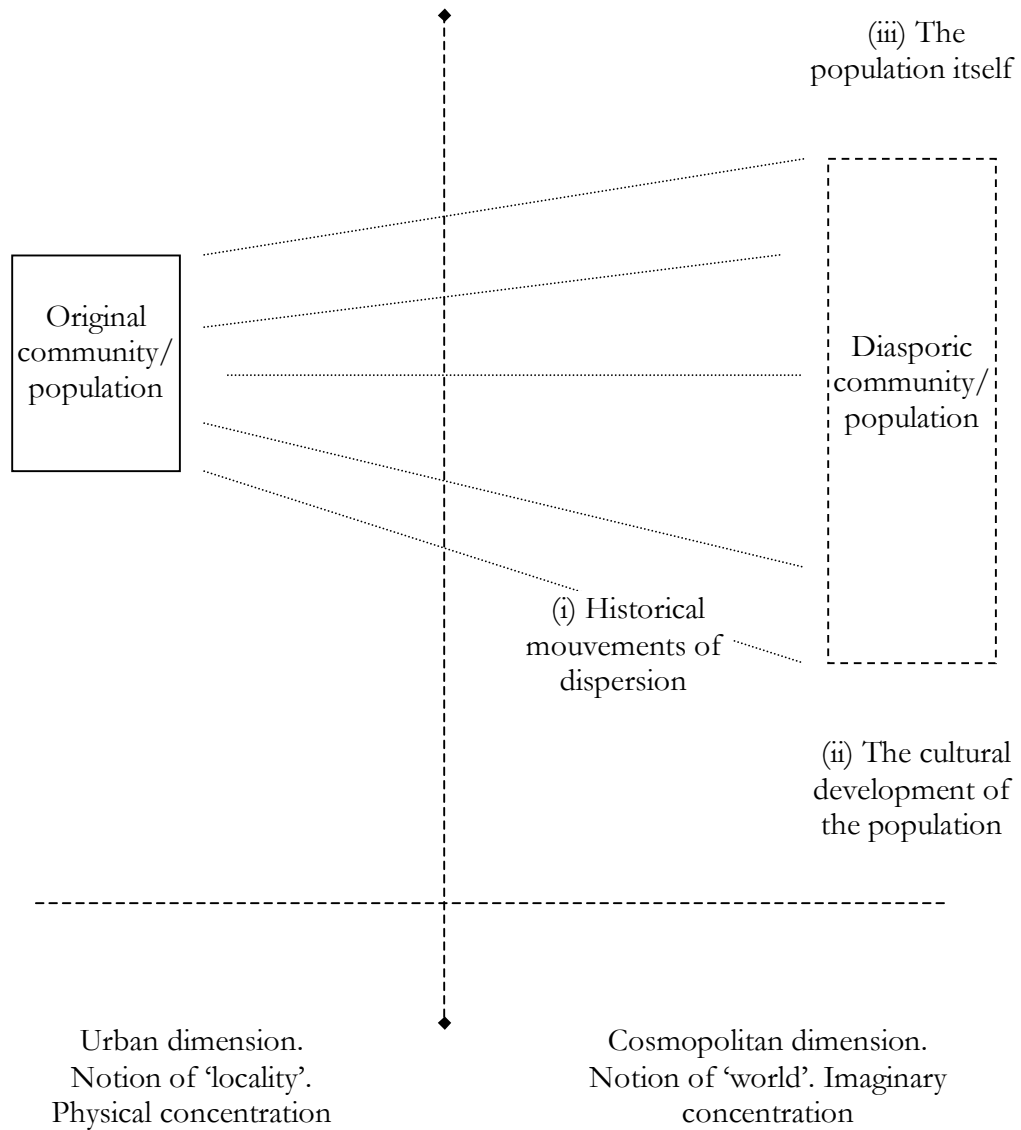 (iii) The
population itself
Original
community/
population
Diasporic
community/
population
(i) Historical
mouvements of
dispersion
(ii) The cultural
development of
the population
Urban dimension.
Notion of ‘locality’.
Physical concentration
Cosmopolitan dimension.
Notion of ‘world’. Imaginary
concentration